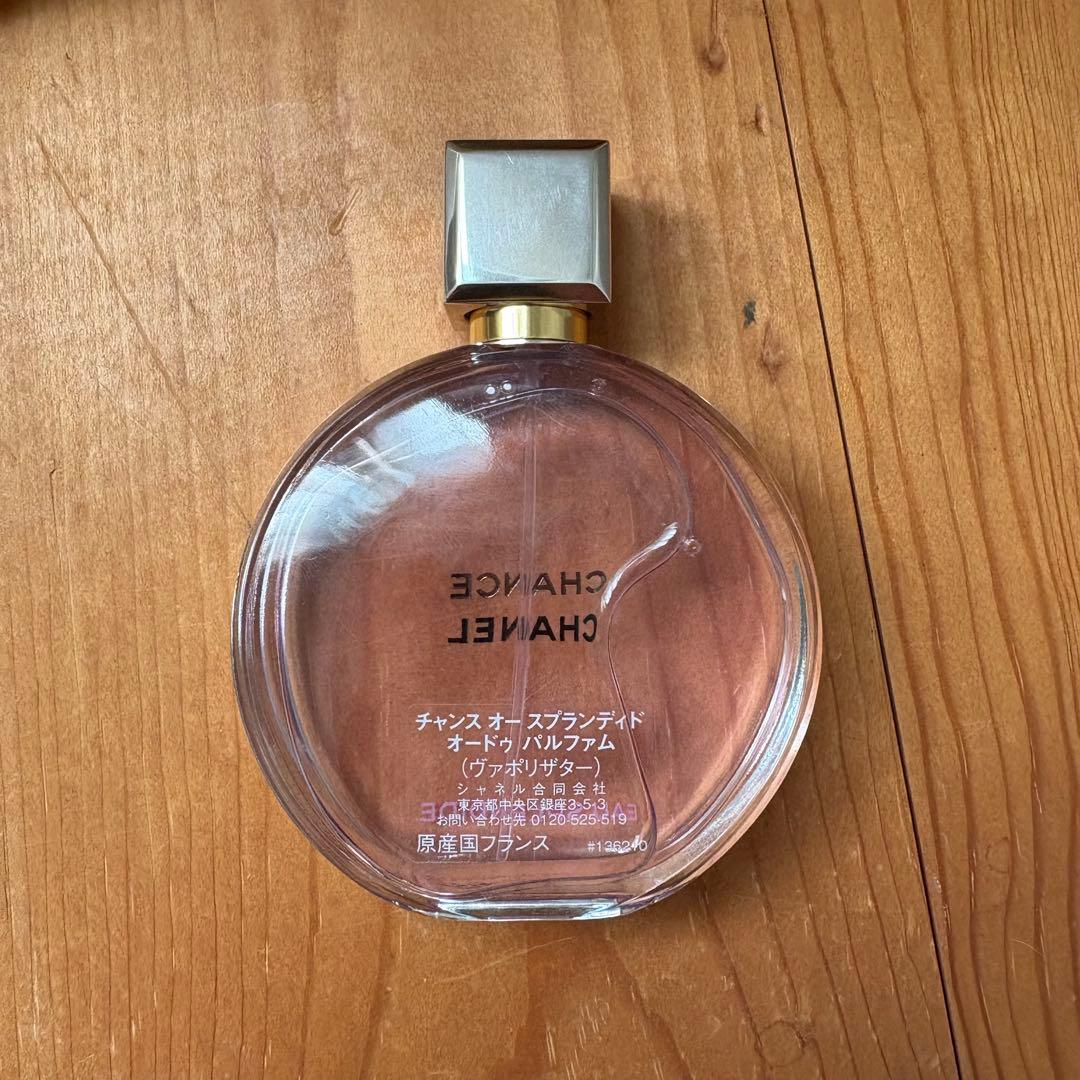 CHANCE
CHANEL
チャンス オー スプランディド
オードゥ パルファム
(ヴァポリザター)
シャネル合同会社
東京都中央区銀座3-5-3
お問い合わせ先 0120-525-519
原産国フランス #136210